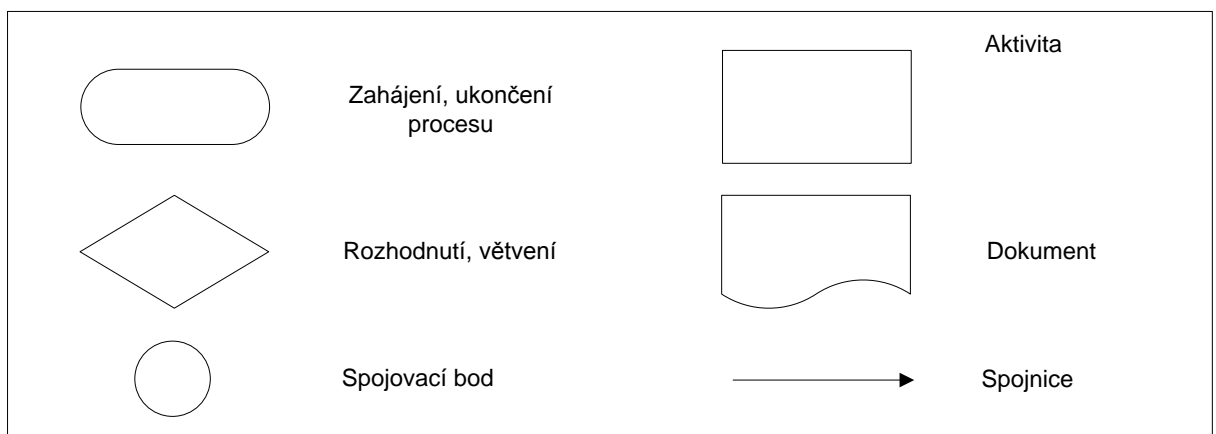 Aktivita
Zahájení, ukončení
procesu
Rozhodnutí, větvení
Dokument
Spojovací bod
Spojnice